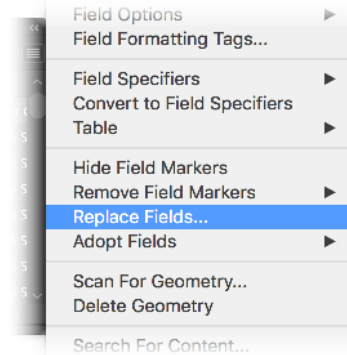 Field Options
Field Formatting Tags...
Field Specifiers
Convert to Field Specifiers
Table
Hide Field Markers
Remove Field Markers
Replace Fields...
Adopt Fields
Scan For Geometry...
Delete Geometry
Search For Content...